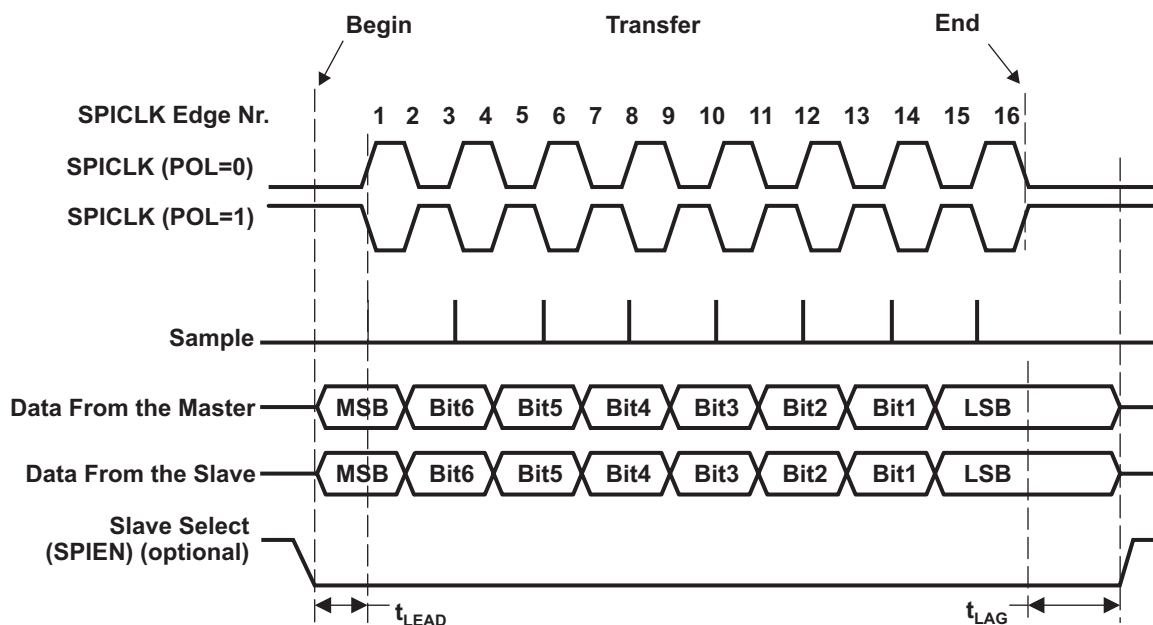 Begin Transfer End
SPICLK Edge Nr. 1 2 3 4 5 6 7 8 9 10 11 12 13 14 15 16
SPICLK (POL=0)
SPICLK (POL=1)
Sample
Data From the Master MSB Bit6 Bit5 Bit4 Bit3 Bit2 Bit1 LSB
Data From the Slave MSB Bit6 Bit5 Bit4 Bit3 Bit2 Bit1 LSB
Slave Select
(SPIEN) (optional)
tLEAD tLAG